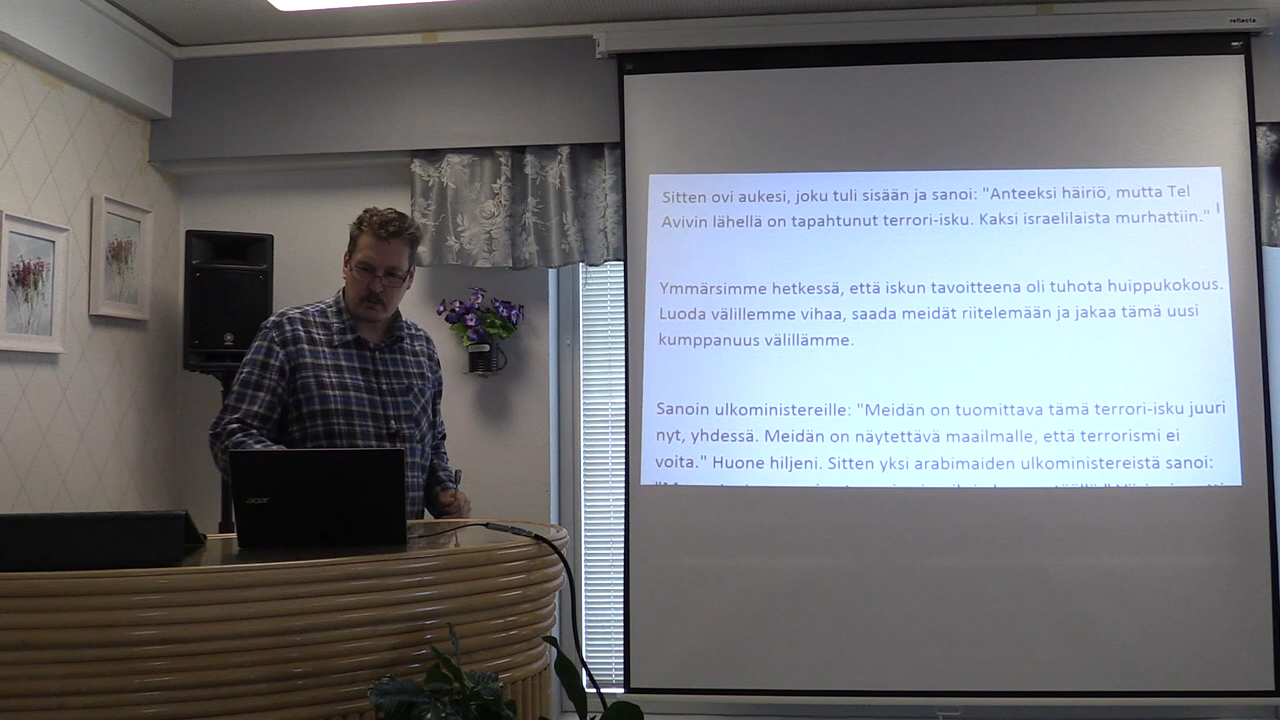 reflecta
Sitten ovi aukesi, joku tuli sisään ja sanoi: "Anteeksi häiriö, mutta Tel
Avivin lähellä on tapahtunut terrori-isku. Kaksi israelilaista murhattiin."
Ymmärsimme hetkessä, että iskun tavoitteena oli tuhota huippukokous.
Luoda välillemme vihaa, saada meidät riitelemään ja jakaa tämä uusi
kumppanuus välillämme.
Sanoin ulkoministereille: "Meidän on tuomittava tämä terrori-isku juuri
nyt, yhdessä. Meidän on näytettävä maailmalle, että terrorismi ei
voita." Huone hiljeni. Sitten yksi arabimaiden ulkoministereistä sanoi:
acer